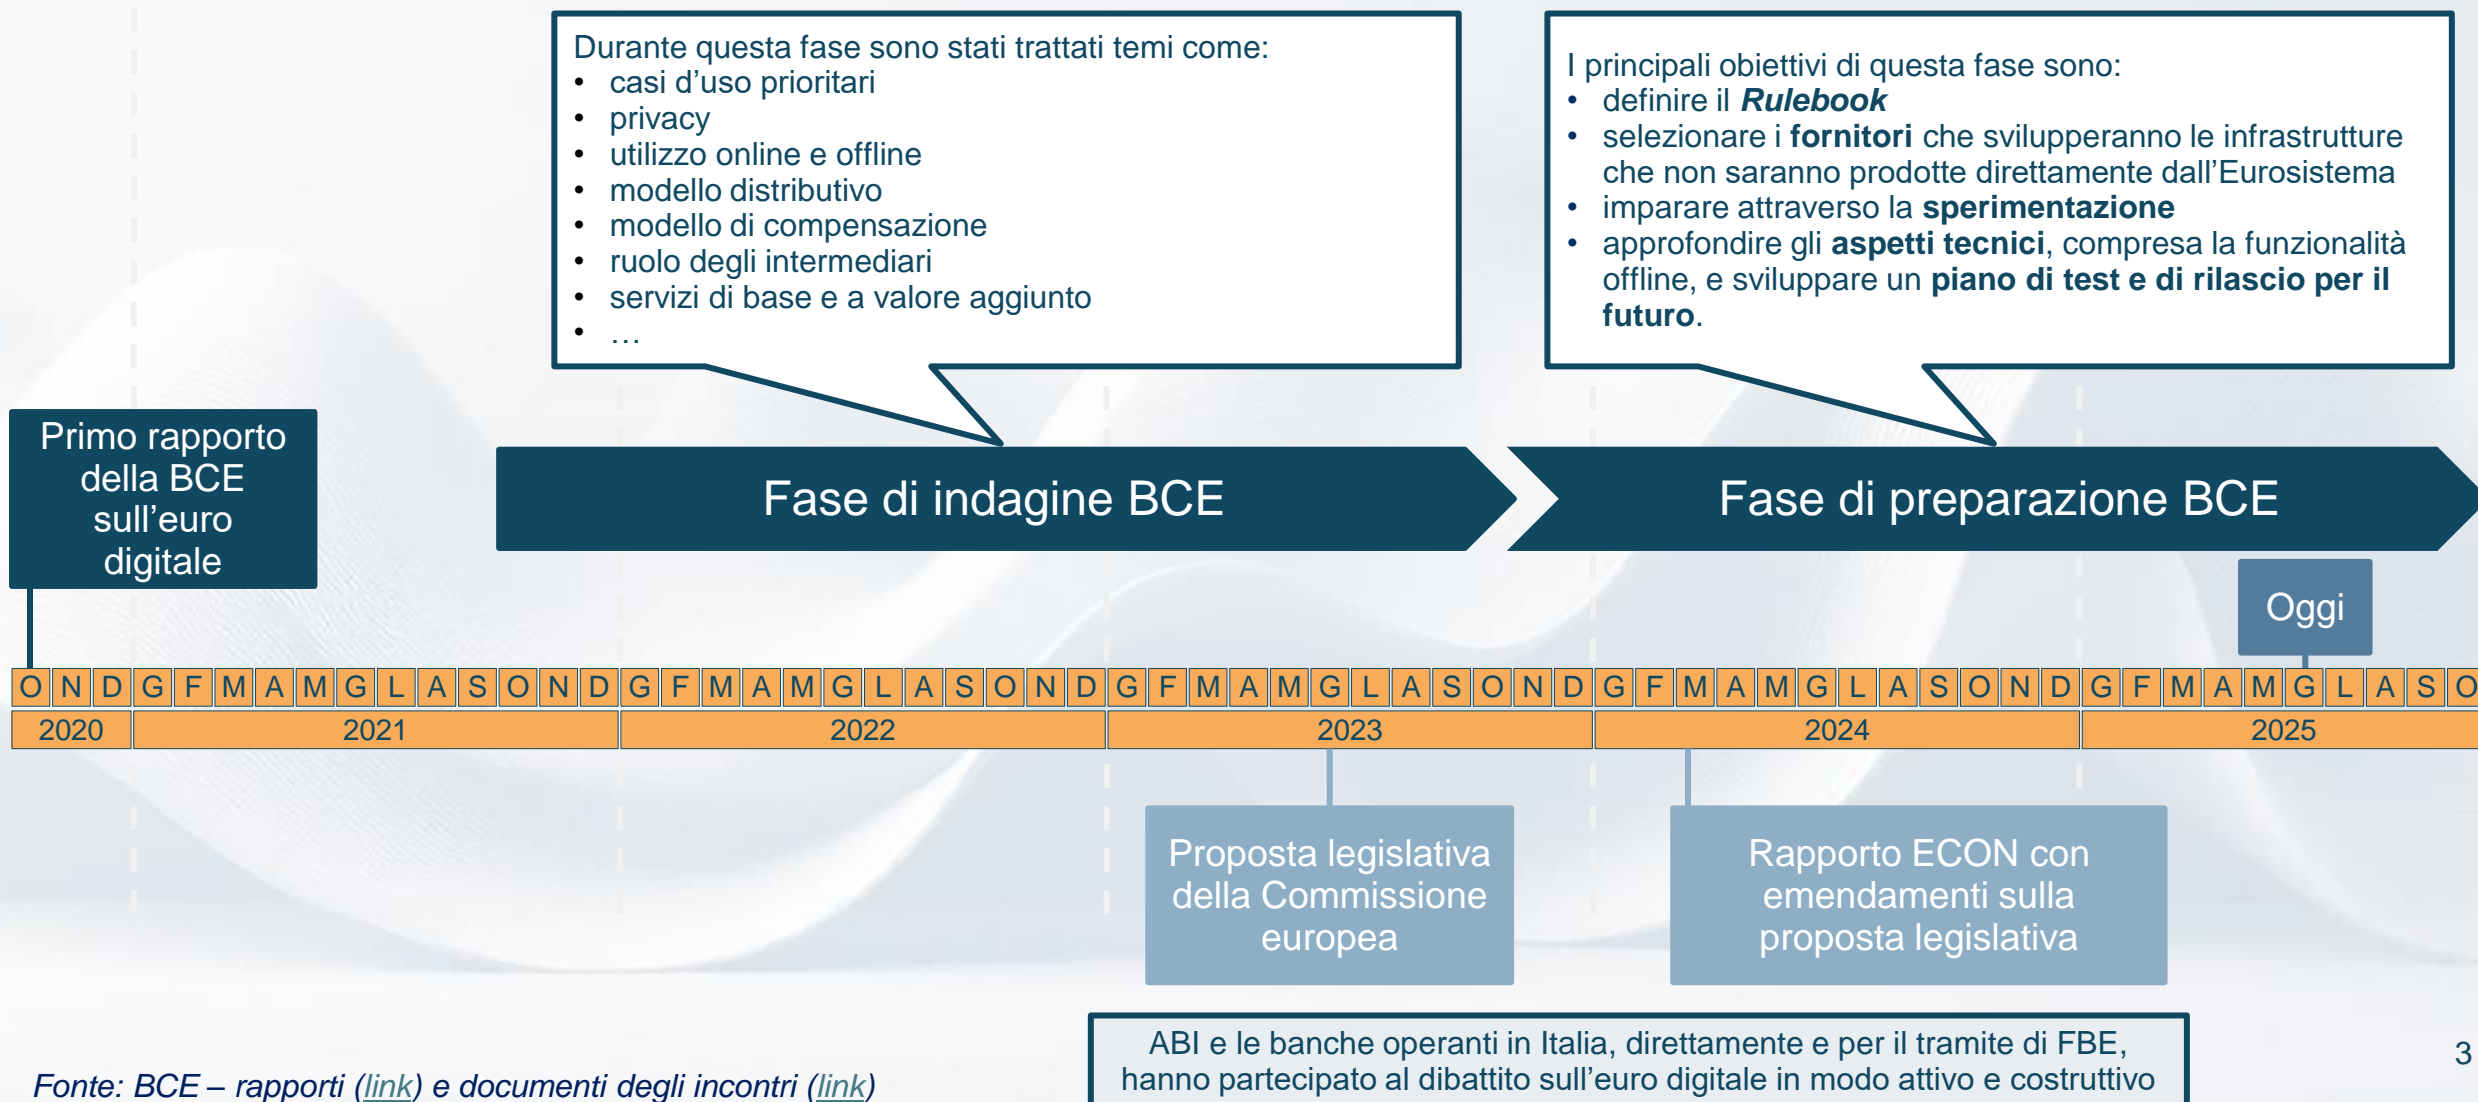 Durante questa fase sono stati trattati temi come:
• casi d’uso prioritari
• privacy
• utilizzo online e offline
• modello distributivo
• modello di compensazione
• ruolo degli intermediari
• servizi di base e a valore aggiunto
• …
I principali obiettivi di questa fase sono:
• definire il Rulebook
• selezionare i fornitori che svilupperanno le infrastrutture
che non saranno prodotte direttamente dall’Eurosistema
• imparare attraverso la sperimentazione
• approfondire gli aspetti tecnici, compresa la funzionalità
offline, e sviluppare un piano di test e di rilascio per il
futuro.
Primo rapporto
della BCE
sull’euro
digitale
Fase di indagine BCE
Fase di preparazione BCE
Oggi
O N D G F M A M G L A S O N D G F M A M G L A S O N D G F M A M G L A S O N D G F M A M G L A S O N D G F M A M G L A S O
2020 2021 2022 2023 2024 2025
Proposta legislativa
della Commissione
europea
Rapporto ECON con
emendamenti sulla
proposta legislativa
ABI e le banche operanti in Italia, direttamente e per il tramite di FBE,
hanno partecipato al dibattito sull’euro digitale in modo attivo e costruttivo
3
Fonte: BCE – rapporti (link) e documenti degli incontri (link)